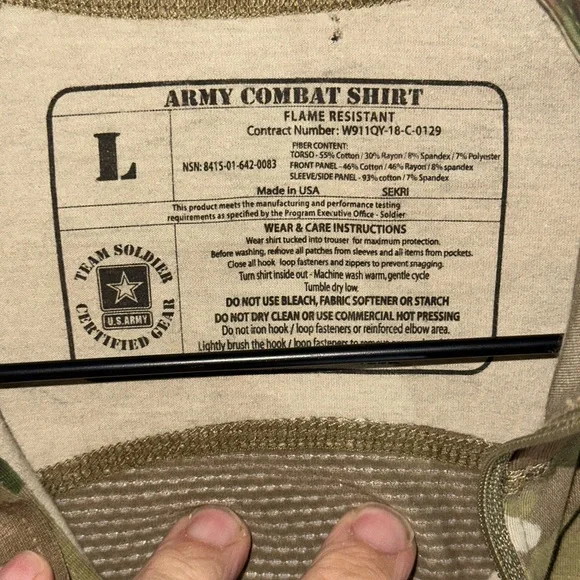 ARMY COMBAT SHIRT
L
FLAME RESISTANT
Contract Number: W911QY-18-C-0129
FIBER CONTENT:
TORSO - 55% Cotton / 30% Rayon / 8% Spandex / 7% Polyester
NSN: 8415-01-642-0083
FRONT PANEL - 46% Cotton / 46% Rayon / 8% spandex
SLEEVE/SIDE PANEL - 93% cotton / 7% Spandex
Made in USA SEKRI
This product meets the manufacturing and performance testing
requirements as specified by the Program Executive Office - Soldier
TEAM SOLDIER
U.S.ARMY
CERTIFIED GEAR
WEAR & CARE INSTRUCTIONS
Wear shirt tucked into trouser for maximum protection.
Before washing, remove all patches from sleeves and all items from pockets.
Close all hook / loop fasteners and zippers to prevent snagging.
Turn shirt inside out - Machine wash warm, gentle cycle
Tumble dry low.
DO NOT USE BLEACH, FABRIC SOFTENER OR STARCH
DO NOT DRY CLEAN OR USE COMMERCIAL HOT PRESSING
Do not iron hook / loop fasteners or reinforced elbow area.
Lightly brush the hook / loop fasteners to